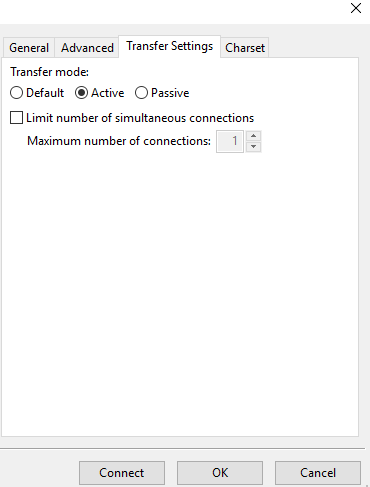 General Advanced Transfer Settings Charset
Transfer mode:
Default Active Passive
Limit number of simultaneous connections
Maximum number of connections: 1
Connect OK Cancel